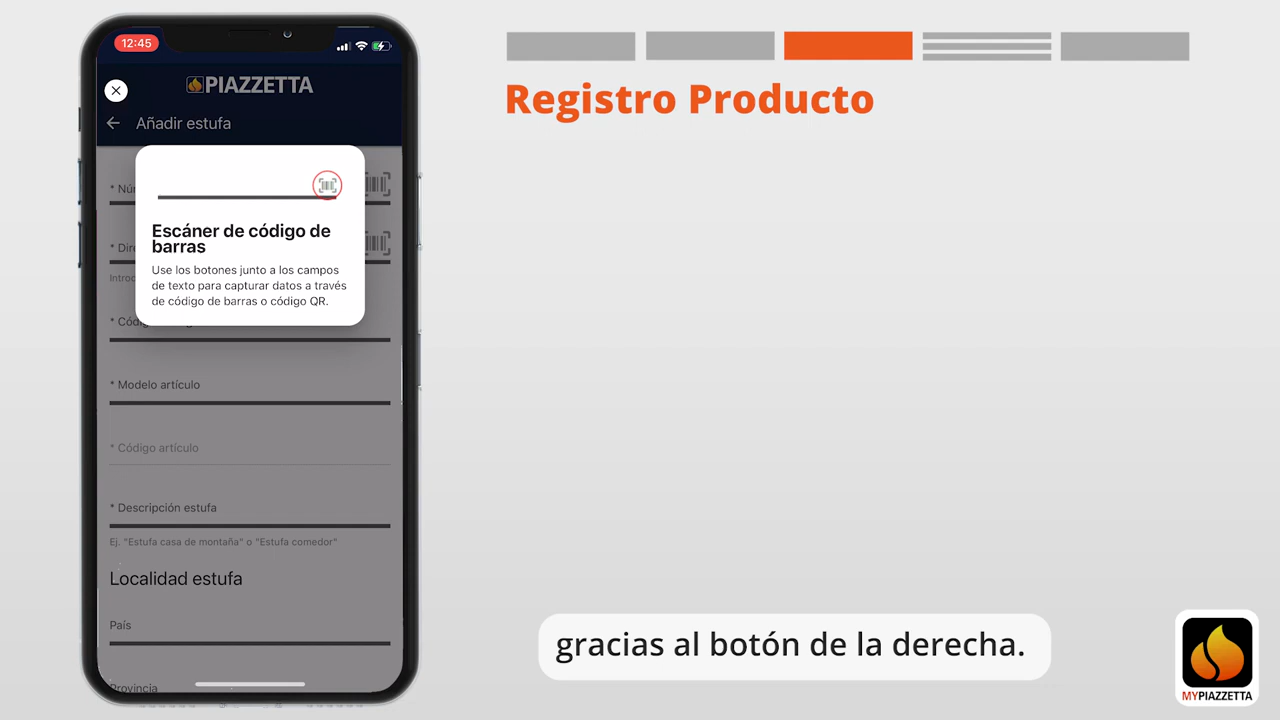 12:45
PIAZZETTA
Añadir estufa
* Nú
* Dire
Introd
Escáner de código de
barras
Use los botones junto a los campos
de texto para capturar datos a través
de código de barras o código QR.
* Modelo artículo
* Código artículo
* Descripción estufa
Ej. "Estufa casa de montaña" o "Estufa comedor"
Localidad estufa
País
Provincia
Registro Producto
gracias al botón de la derecha.
MYPIAZZETTA